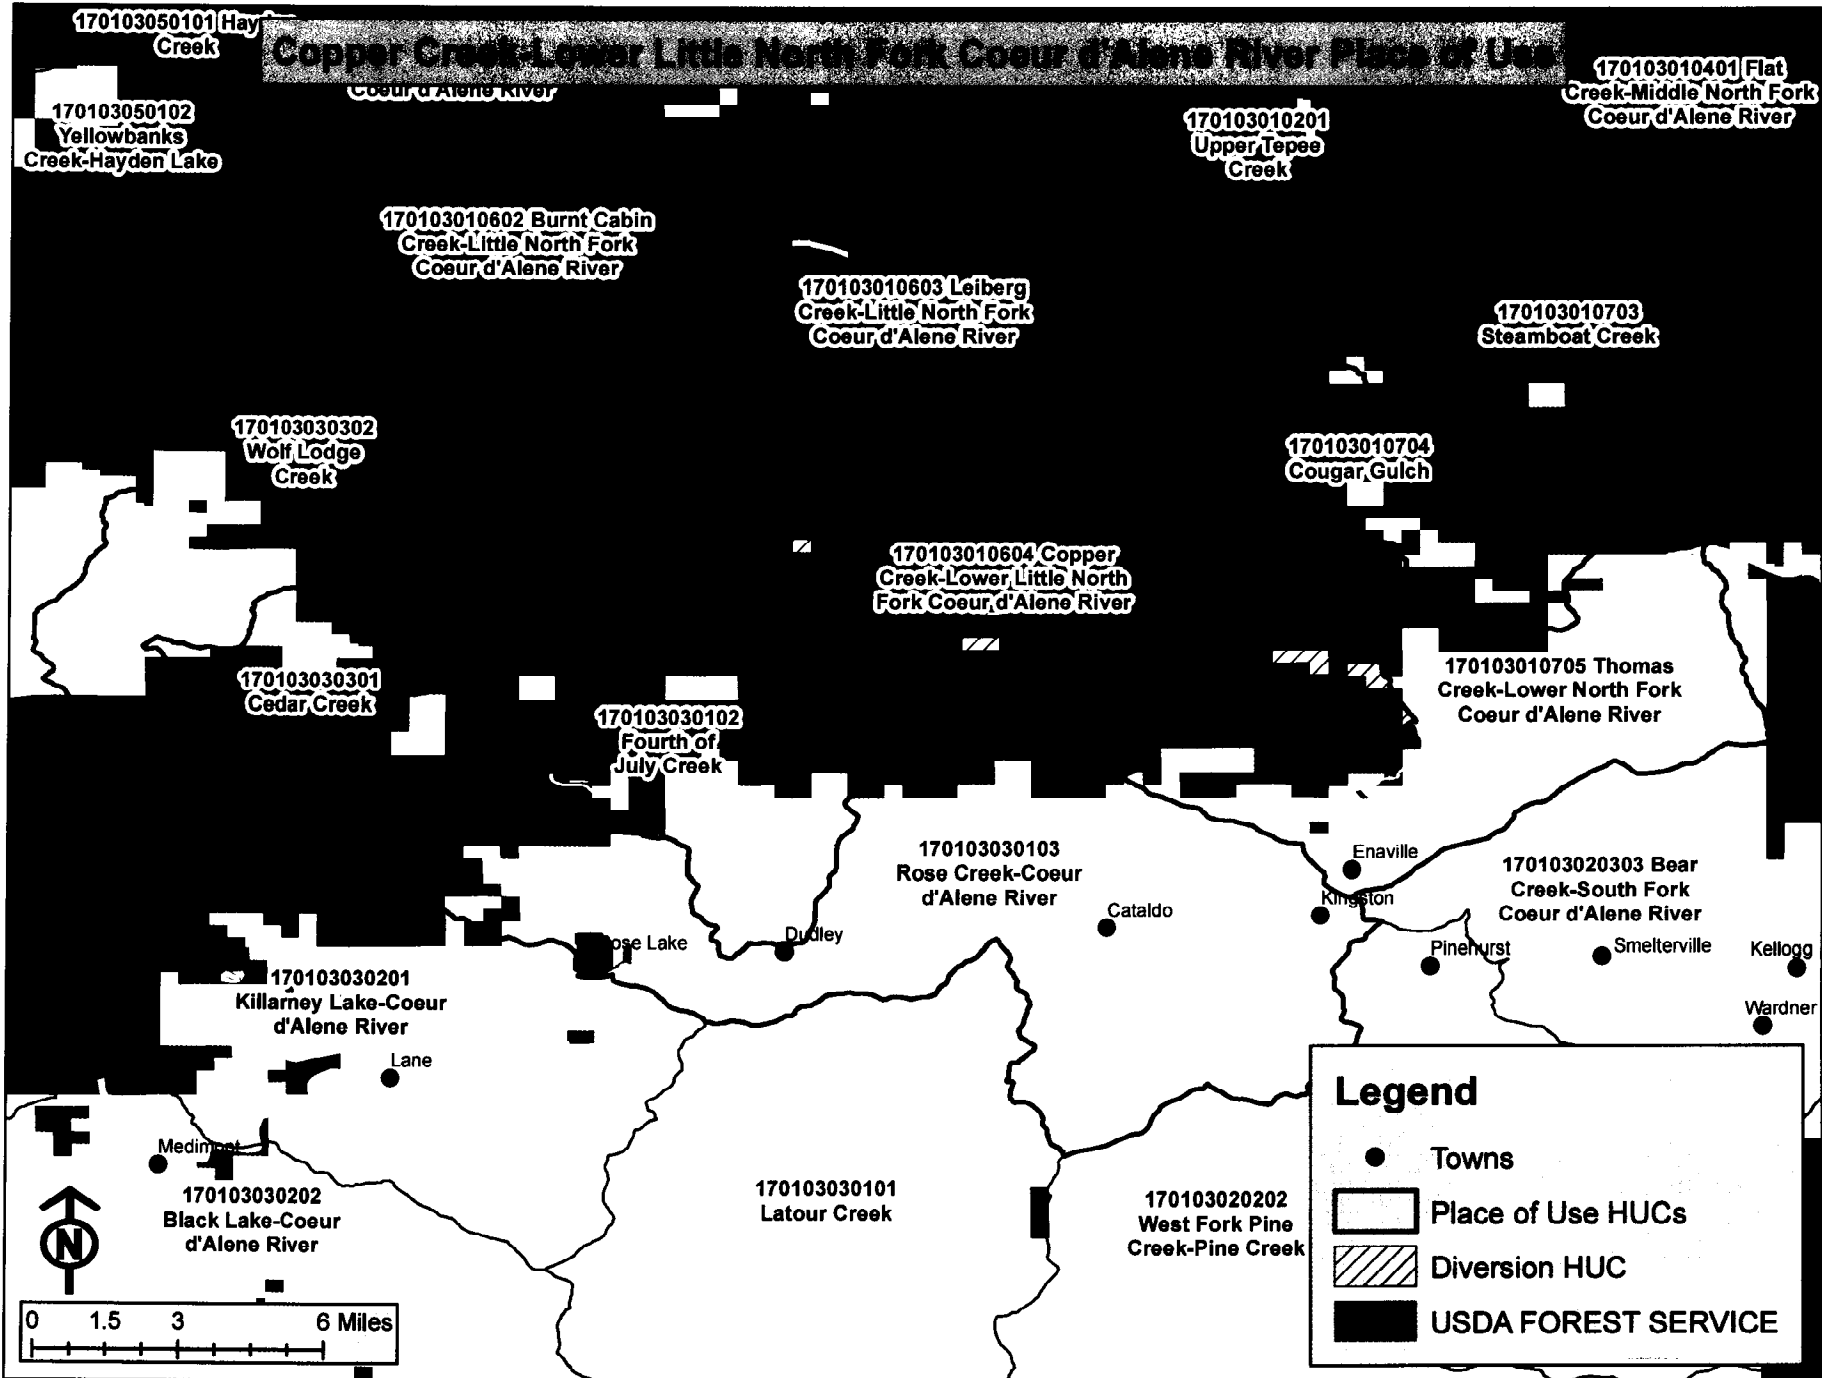 170103050101 Hay
Creek
Copper Creek-Lower Little North Fork Coeur d'Alene River Place of Use
Coeur d'Alene River
170103010401 Flat
Creek-Middle North Fork
Coeur d'Alene River
170103050102
Yellowbanks
Creek-Hayden Lake
170103010201
Upper Tepee
Creek
170103010602 Burnt Cabin
Creek-Little North Fork
Coeur d'Alene River
170103010603 Leiberg
Creek-Little North Fork
Coeur d'Alene River
170103010703
Steamboat Creek
170103030302
Wolf Lodge
Creek
170103010704
Cougar Gulch
170103010604 Copper
Creek-Lower Little North
Fork Coeur d'Alene River
170103030301
Cedar Creek
170103010705 Thomas
Creek-Lower North Fork
Coeur d'Alene River
170103030102
Fourth of
July Creek
170103030103
Rose Creek-Coeur
d'Alene River
Enaville
170103020303 Bear
Creek-South Fork
Coeur d'Alene River
Kingston
Cataldo
Dudley
ose Lake
Pinehurst
Smelterville
Kellogg
170103030201
Killarney Lake-Coeur
d'Alene River
Wardner
Lane
Medimont
170103030202
Black Lake-Coeur
d'Alene River
170103030101
Latour Creek
170103020202
West Fork Pine
Creek-Pine Creek
N
0 1.5 3 6 Miles
Legend
Towns
Place of Use HUCs
Diversion HUC
USDA FOREST SERVICE